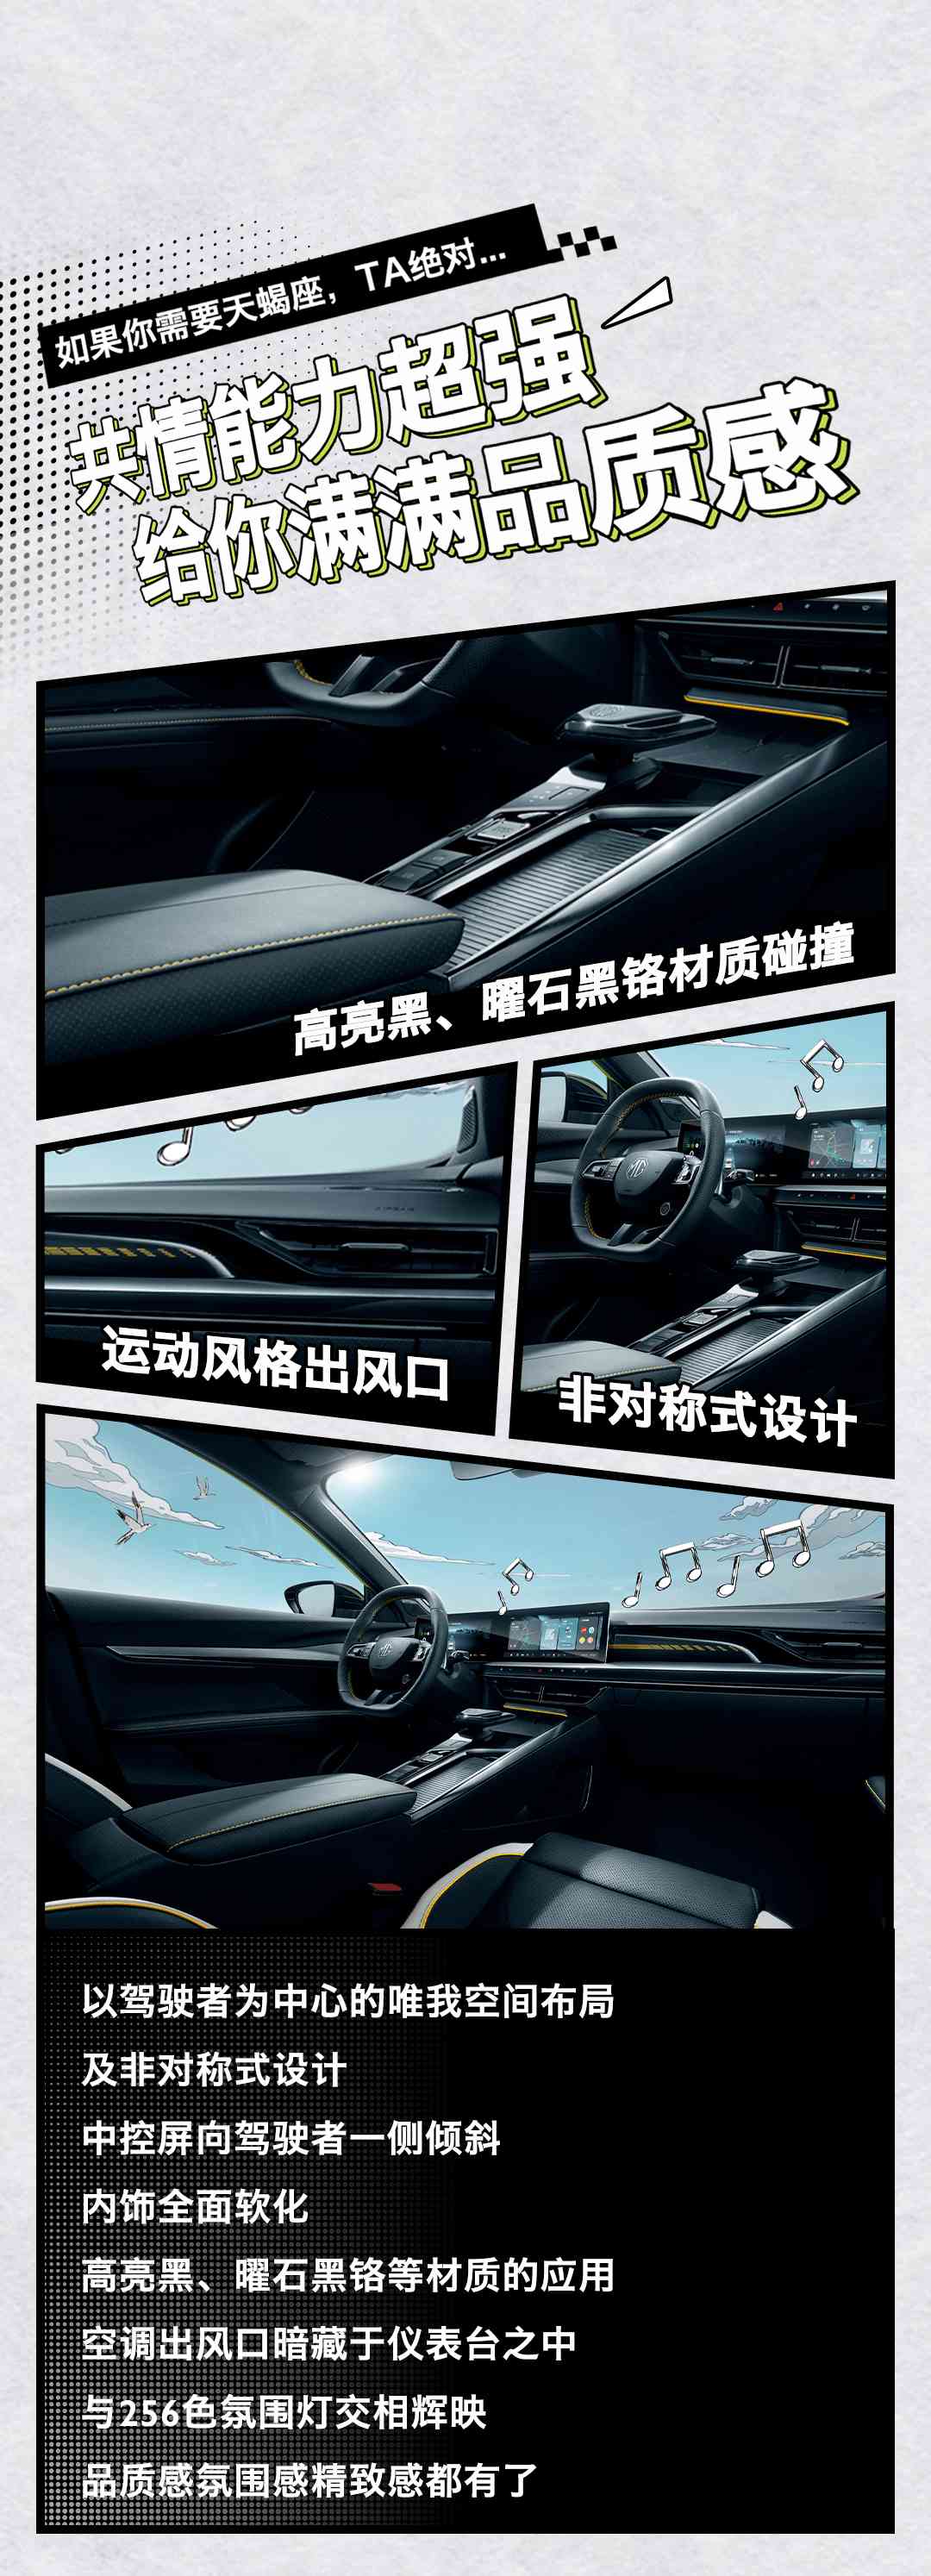 如果你需要天蝎座，TA绝对...
共情能力超强
给你满满品质感
高亮黑、曜石黑铬材质碰撞
运动风格出风口
MG
非对称式设计
MG
以驾驶者为中心的唯我空间布局
及非对称式设计
中控屏向驾驶者一侧倾斜
内饰全面软化
高亮黑、曜石黑铬等材质的应用
空调出风口暗藏于仪表台之中
与256色氛围灯交相辉映
品质感氛围感精致感都有了